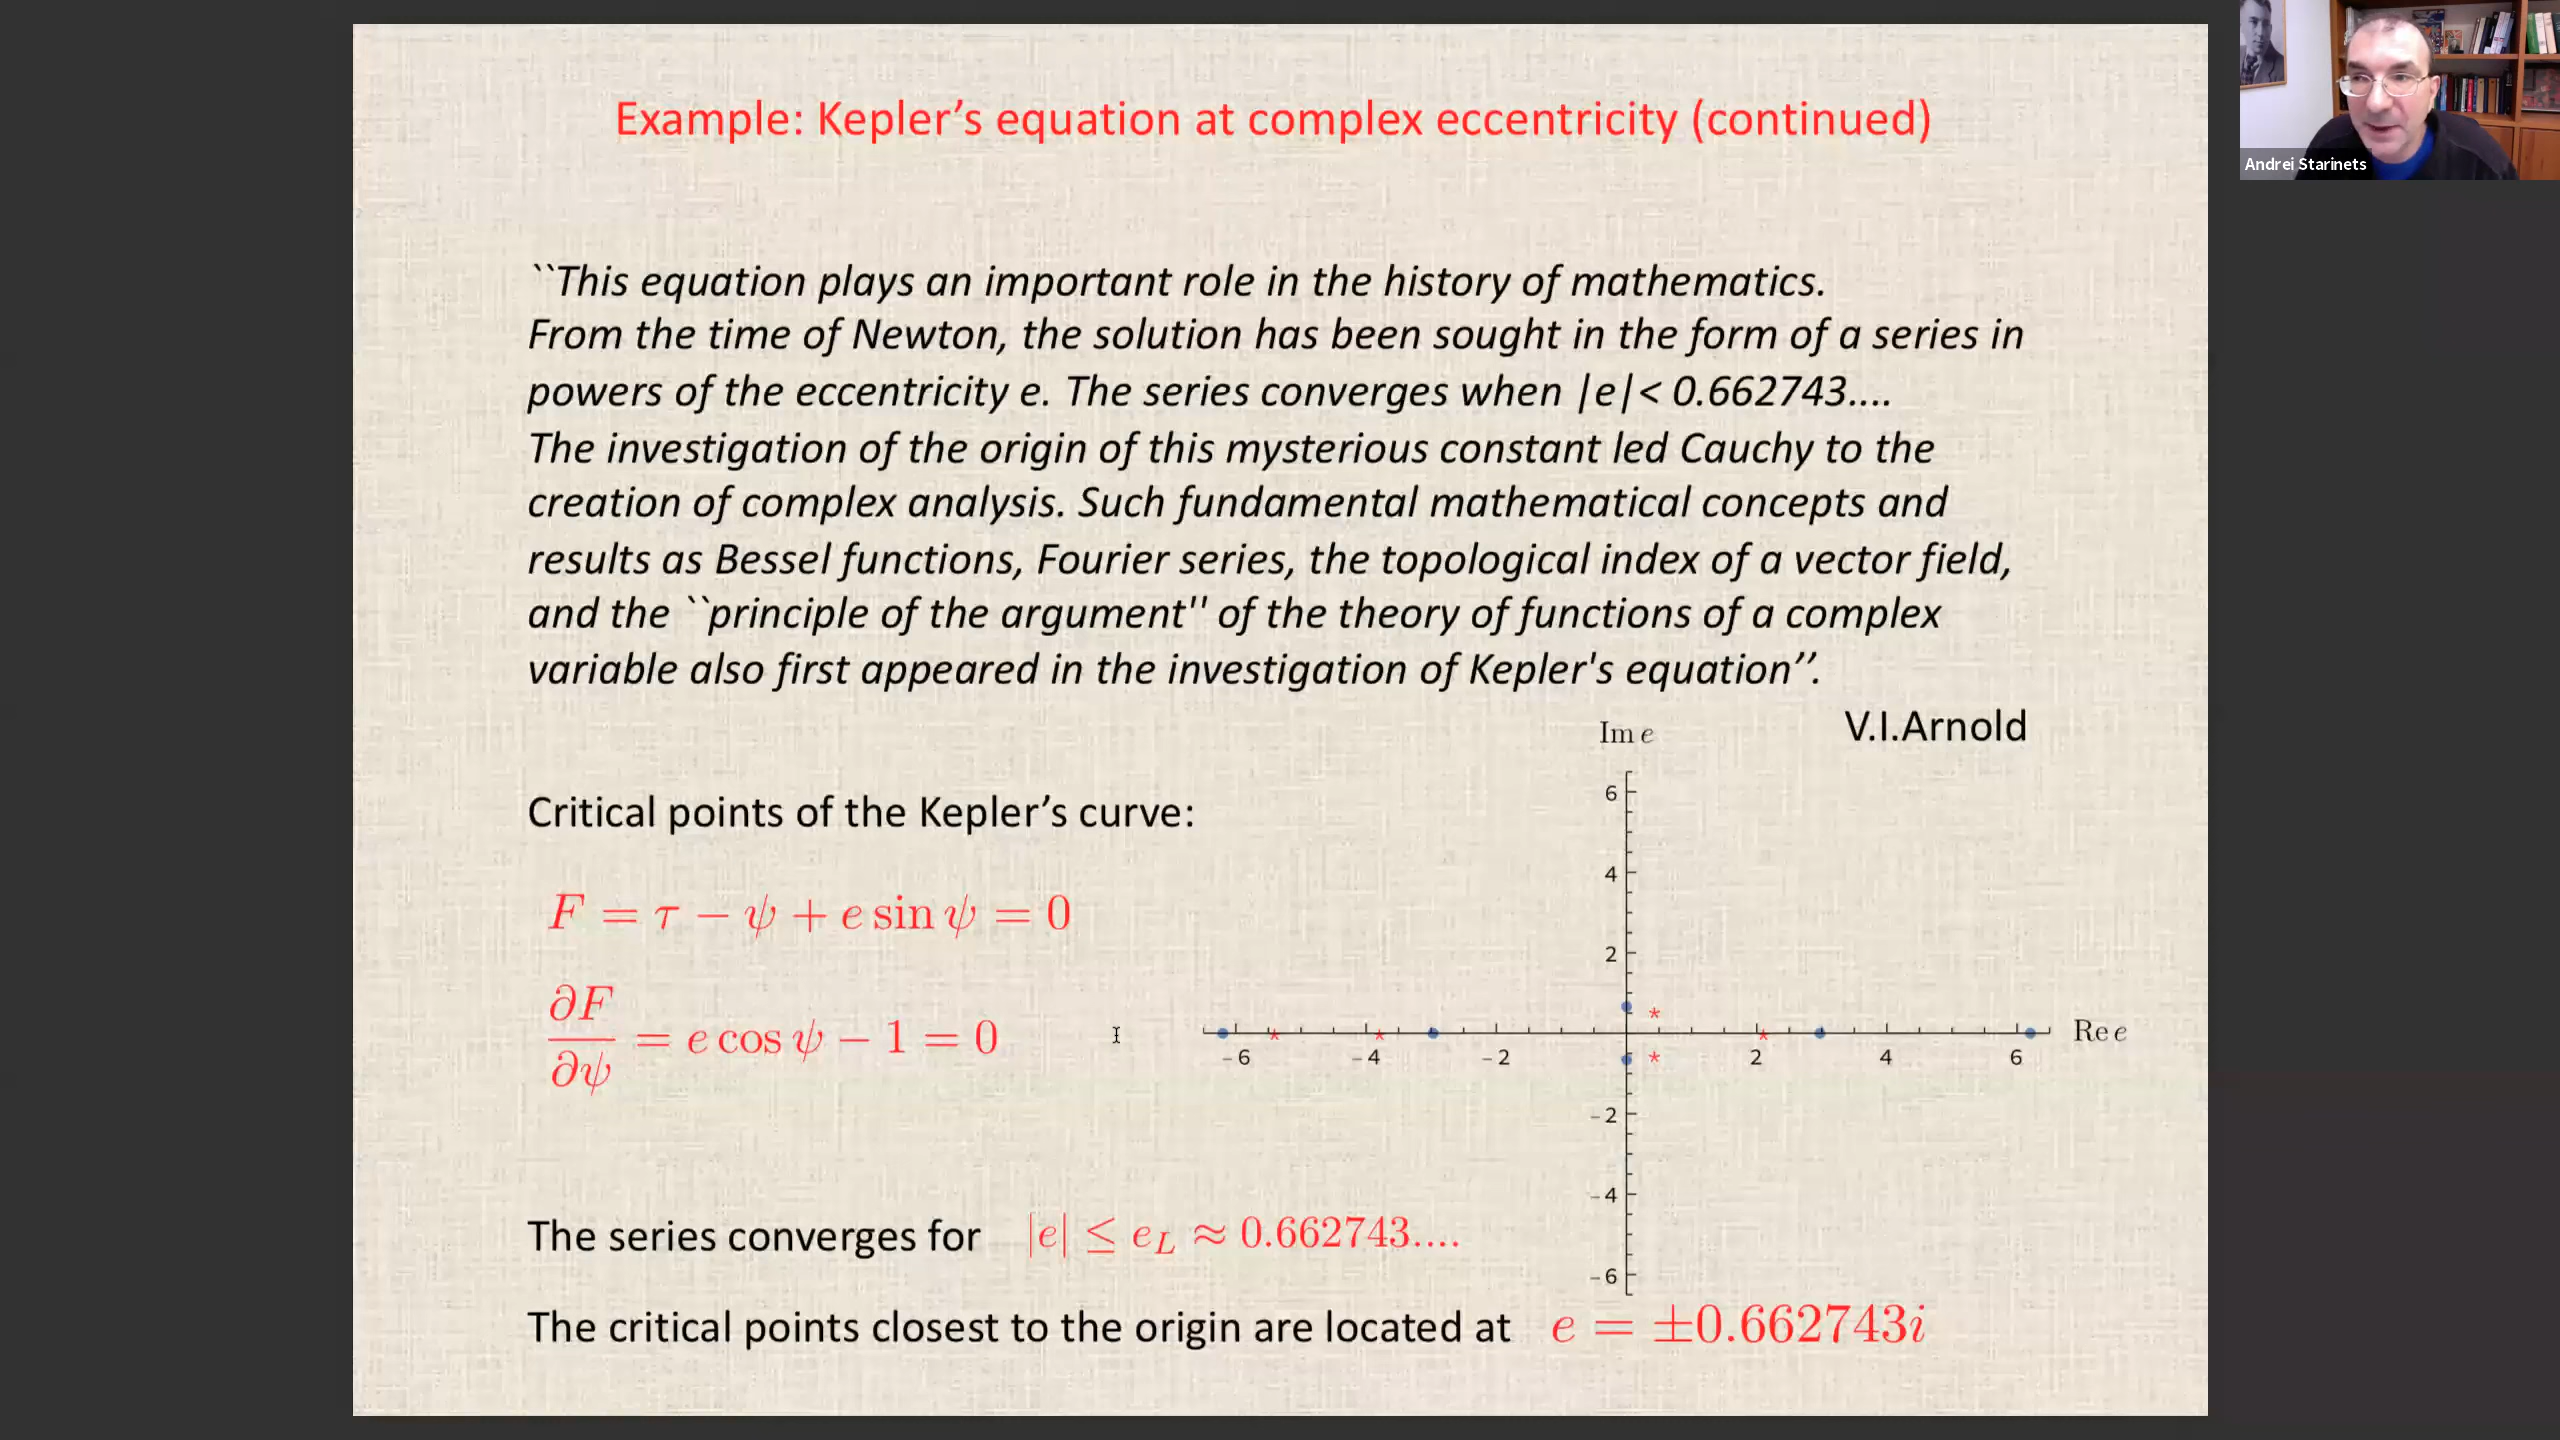 Example: Kepler’s equation at complex eccentricity (continued)
Andrei Starinets
``This equation plays an important role in the history of mathematics.
From the time of Newton, the solution has been sought in the form of a series in
powers of the eccentricity e. The series converges when |e|< 0.662743....
The investigation of the origin of this mysterious constant led Cauchy to the
creation of complex analysis. Such fundamental mathematical concepts and
results as Bessel functions, Fourier series, the topological index of a vector field,
and the ``principle of the argument'' of the theory of functions of a complex
variable also first appeared in the investigation of Kepler's equation’’.
V.I.Arnold
Critical points of the Kepler’s curve:
F = τ − ψ + e sin ψ = 0
∂F/∂ψ = e cos ψ − 1 = 0
Im e
6
4
2
-6 -4 -2 2 4 6
Re e
-2
-4
-6
The series converges for |e| ≤ e_L ≈ 0.662743....
The critical points closest to the origin are located at e = ±0.662743i